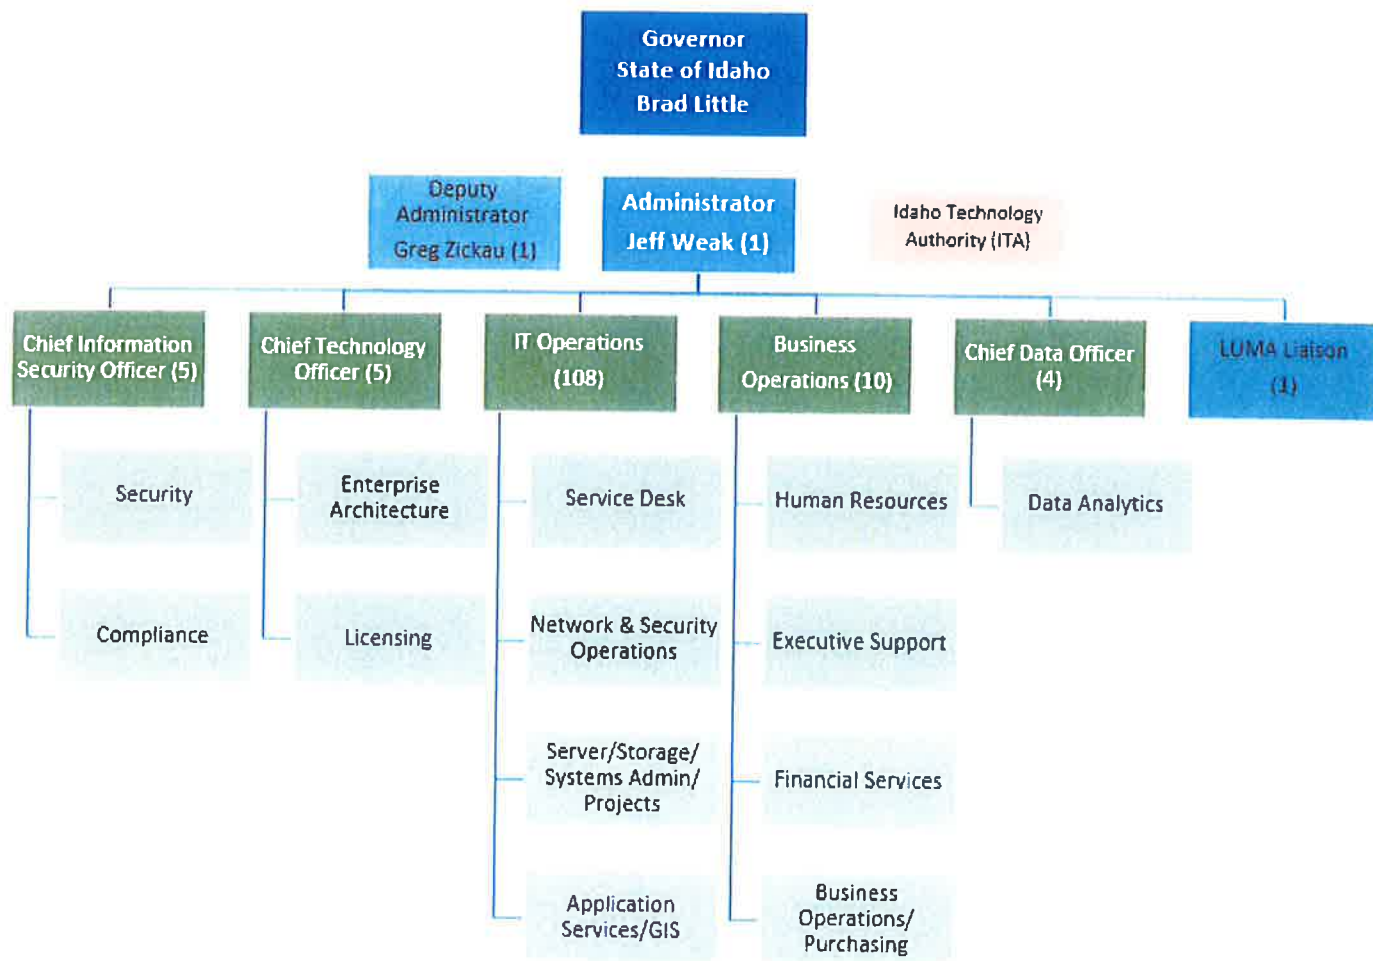 Governor
State of Idaho
Brad Little
Deputy
Administrator
Greg Zickau (1)
Administrator
Jeff Weak (1)
Idaho Technology
Authority (ITA)
Chief Information
Security Officer (5)
Chief Technology
Officer (5)
IT Operations
(108)
Business
Operations (10)
Chief Data Officer
(4)
LUMA Liaison
(1)
Security
Compliance
Enterprise
Architecture
Licensing
Service Desk
Network & Security
Operations
Server/Storage/
Systems Admin/
Projects
Application
Services/GIS
Human Resources
Executive Support
Financial Services
Business
Operations/
Purchasing
Data Analytics